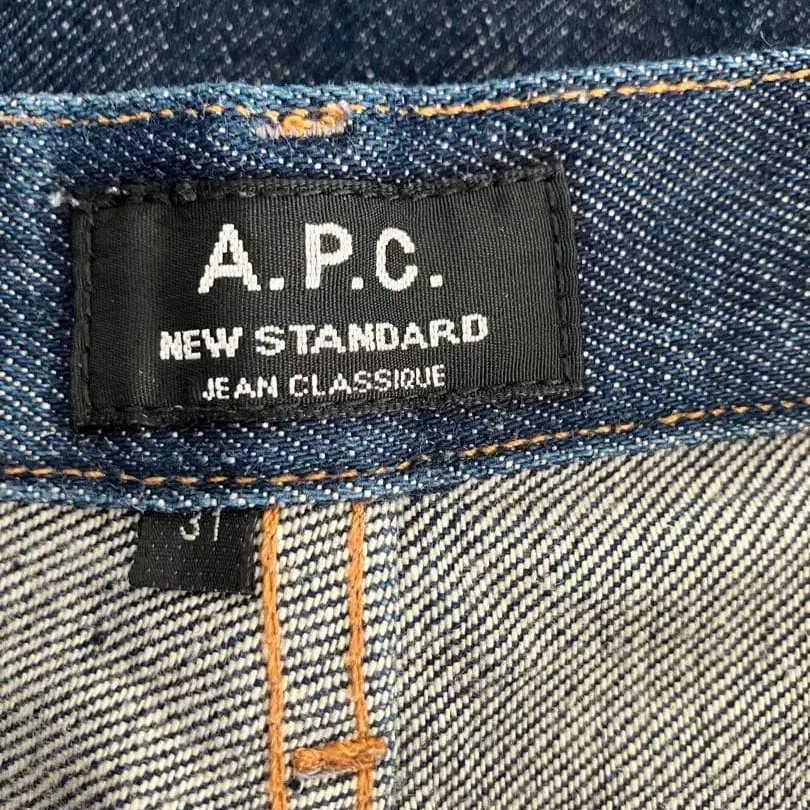 A.P.C.
NEW STANDARD
JEAN CLASSIQUE
31